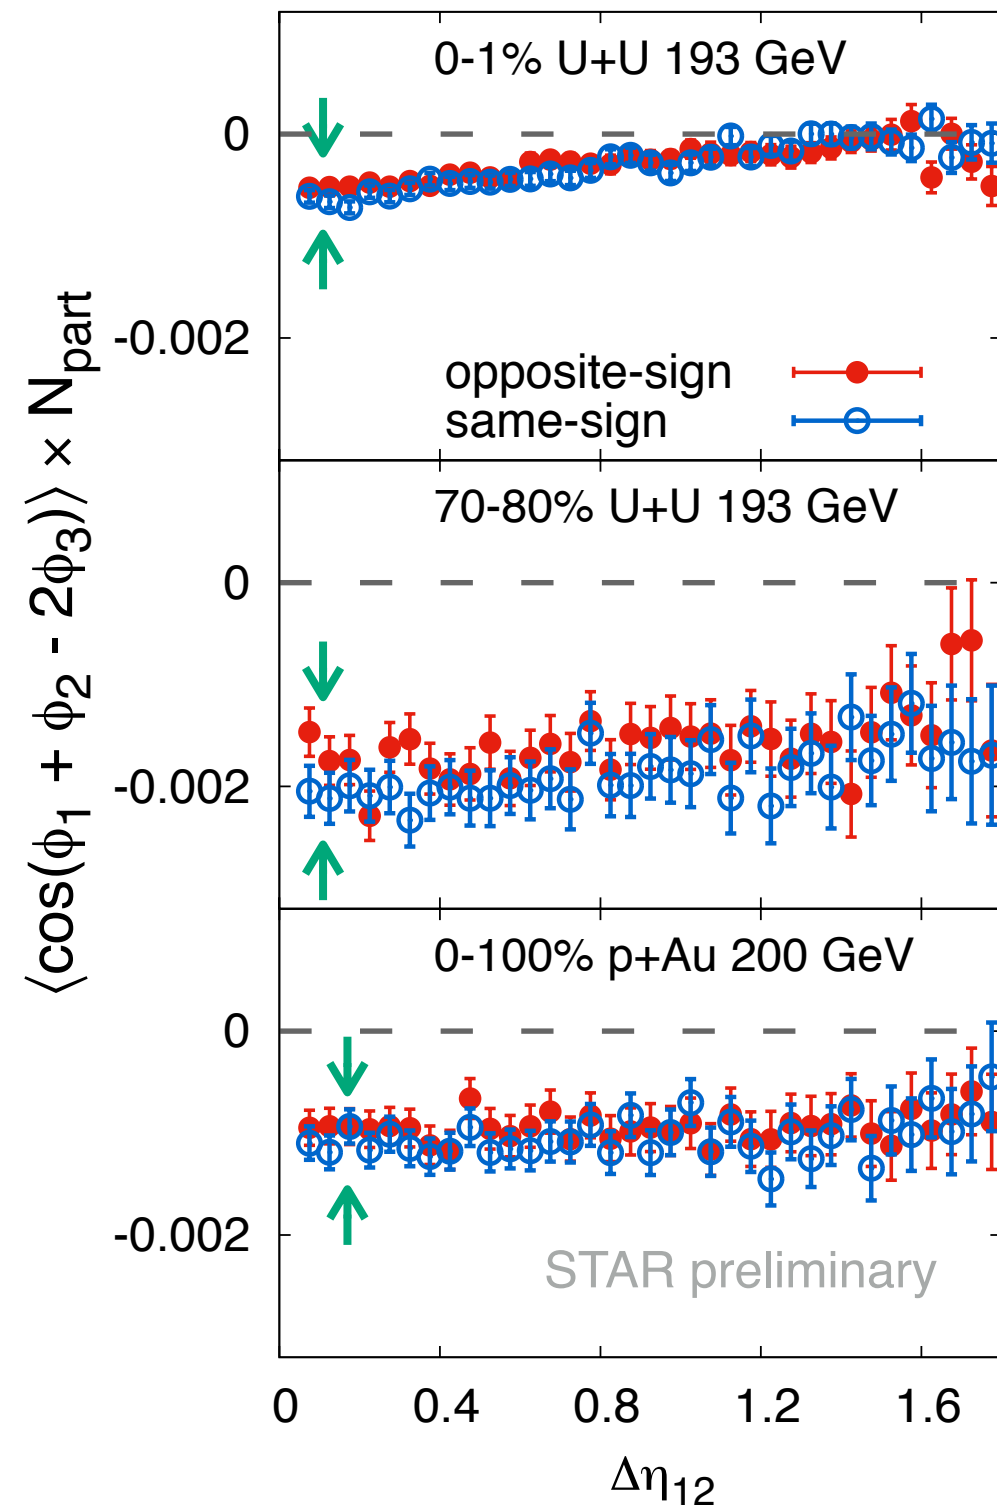 ⟨cos(ϕ₁ + ϕ₂ - 2ϕ₃)⟩ × Nₚₐᵣₜ
0-1% U+U 193 GeV
0
-0.002
opposite-sign
same-sign
70-80% U+U 193 GeV
0
-0.002
0-100% p+Au 200 GeV
0
-0.002
STAR preliminary
0 0.4 0.8 1.2 1.6
Δη₁₂